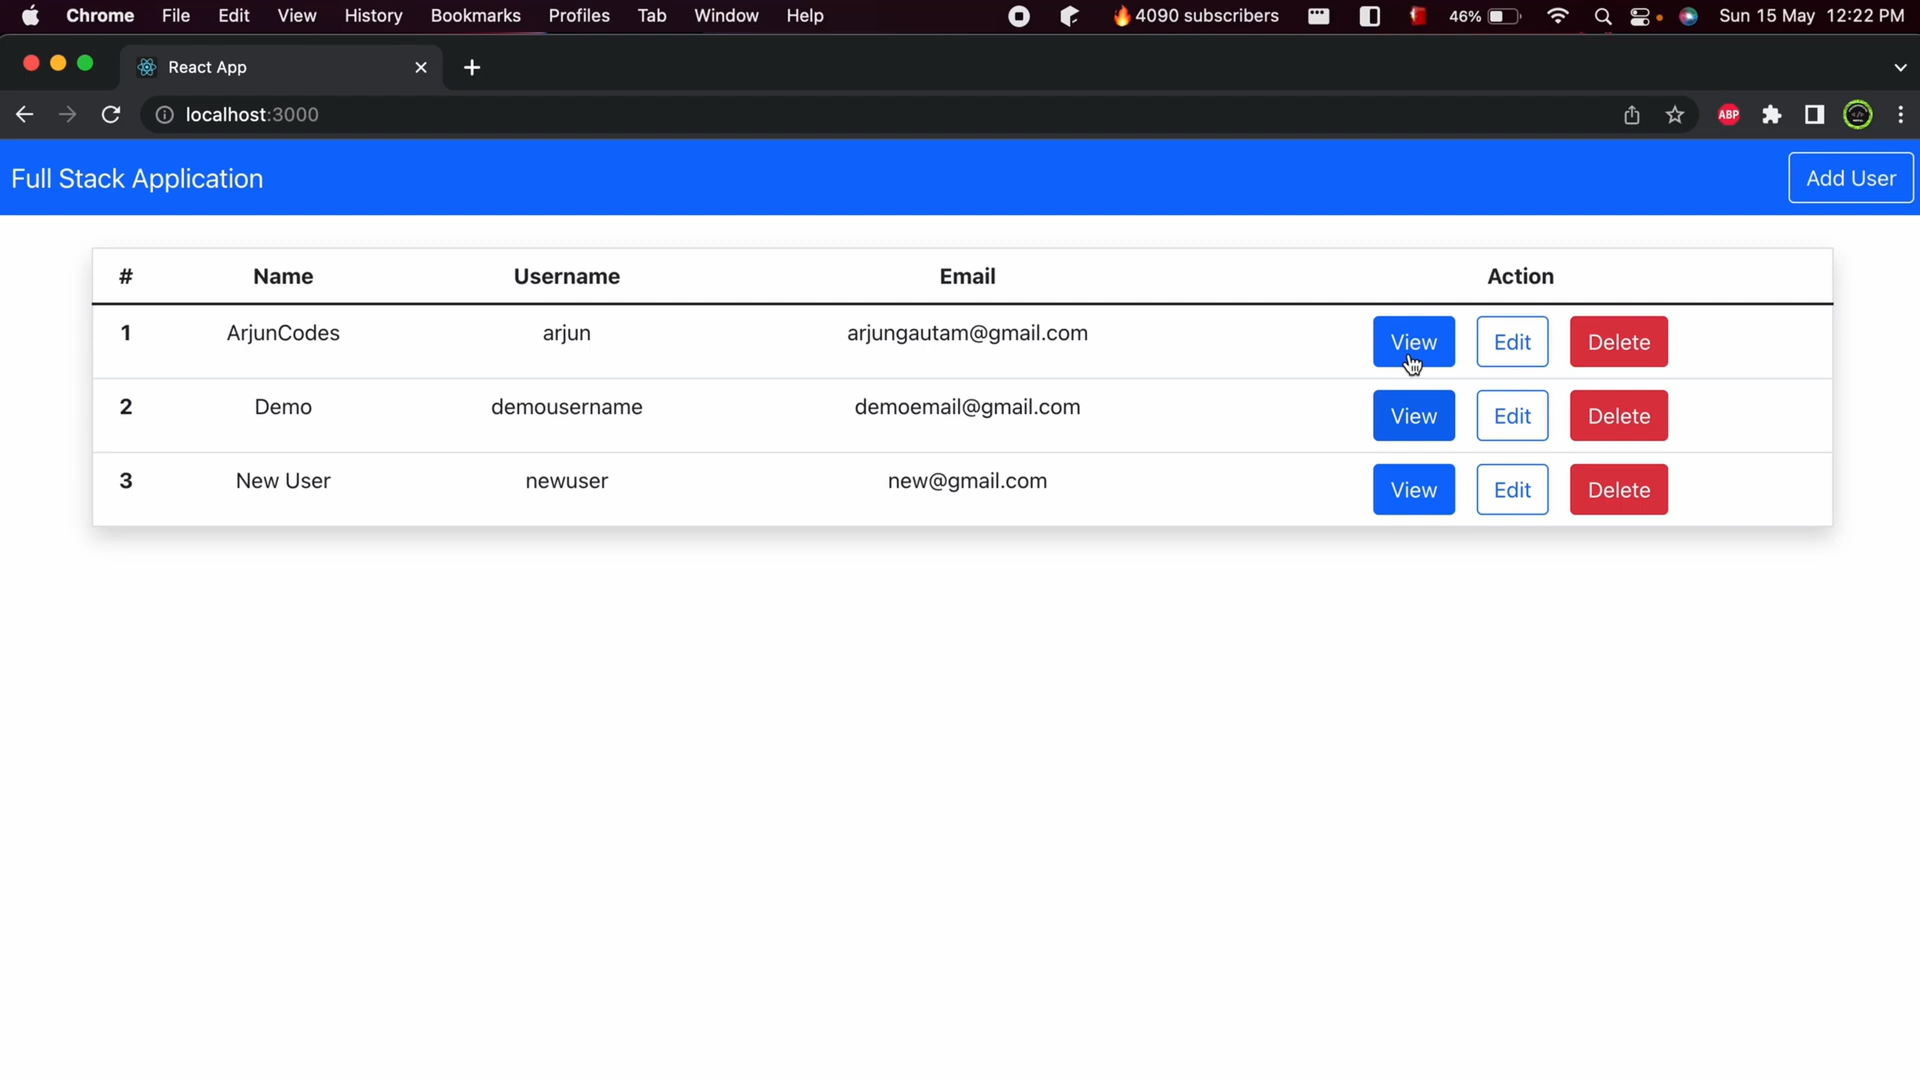 Chrome File Edit View History Bookmarks Profiles Tab Window Help 🔥4090 subscribers 46% Sun 15 May 12:22 PM
React App
localhost:3000 ABP
Full Stack Application Add User
# Name Username Email Action
1 ArjunCodes arjun arjungautam@gmail.com View Edit Delete
2 Demo demousername demoemail@gmail.com View Edit Delete
3 New User newuser new@gmail.com View Edit Delete